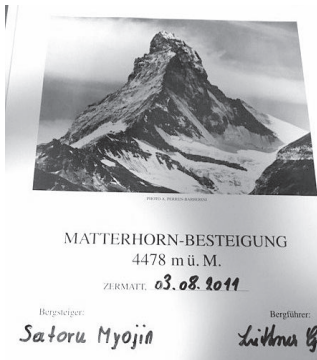 MATTERHORN-BESTEIGUNG
4478 m ü. M.
ZERMATT, 03.08.2011
Bergsteiger: Bergführer:
Satoru Myojin